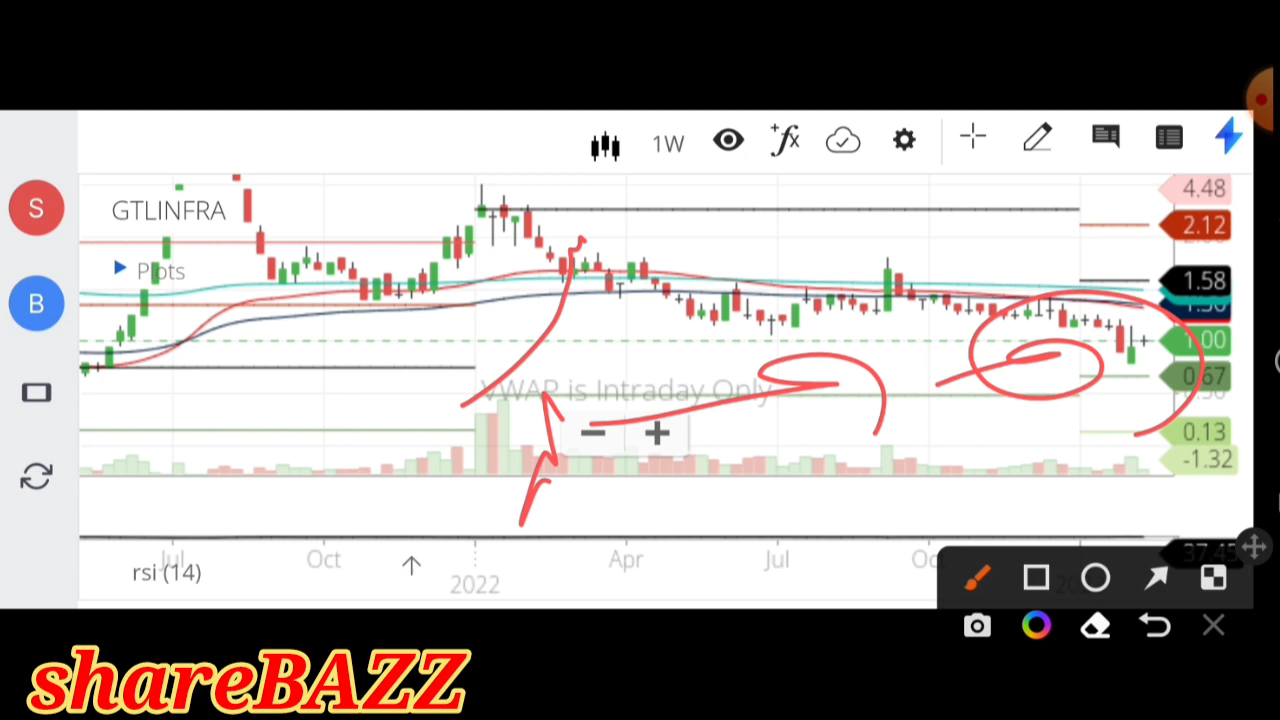 1W
S
GTLINFRA
4.48
2.12
Plots
B
1.58
1.00
VWAP is Intraday Only
0.67
0.13
-1.32
Jul
Oct
Apr
Jul
2022
rsi (14)
shareBAZZ